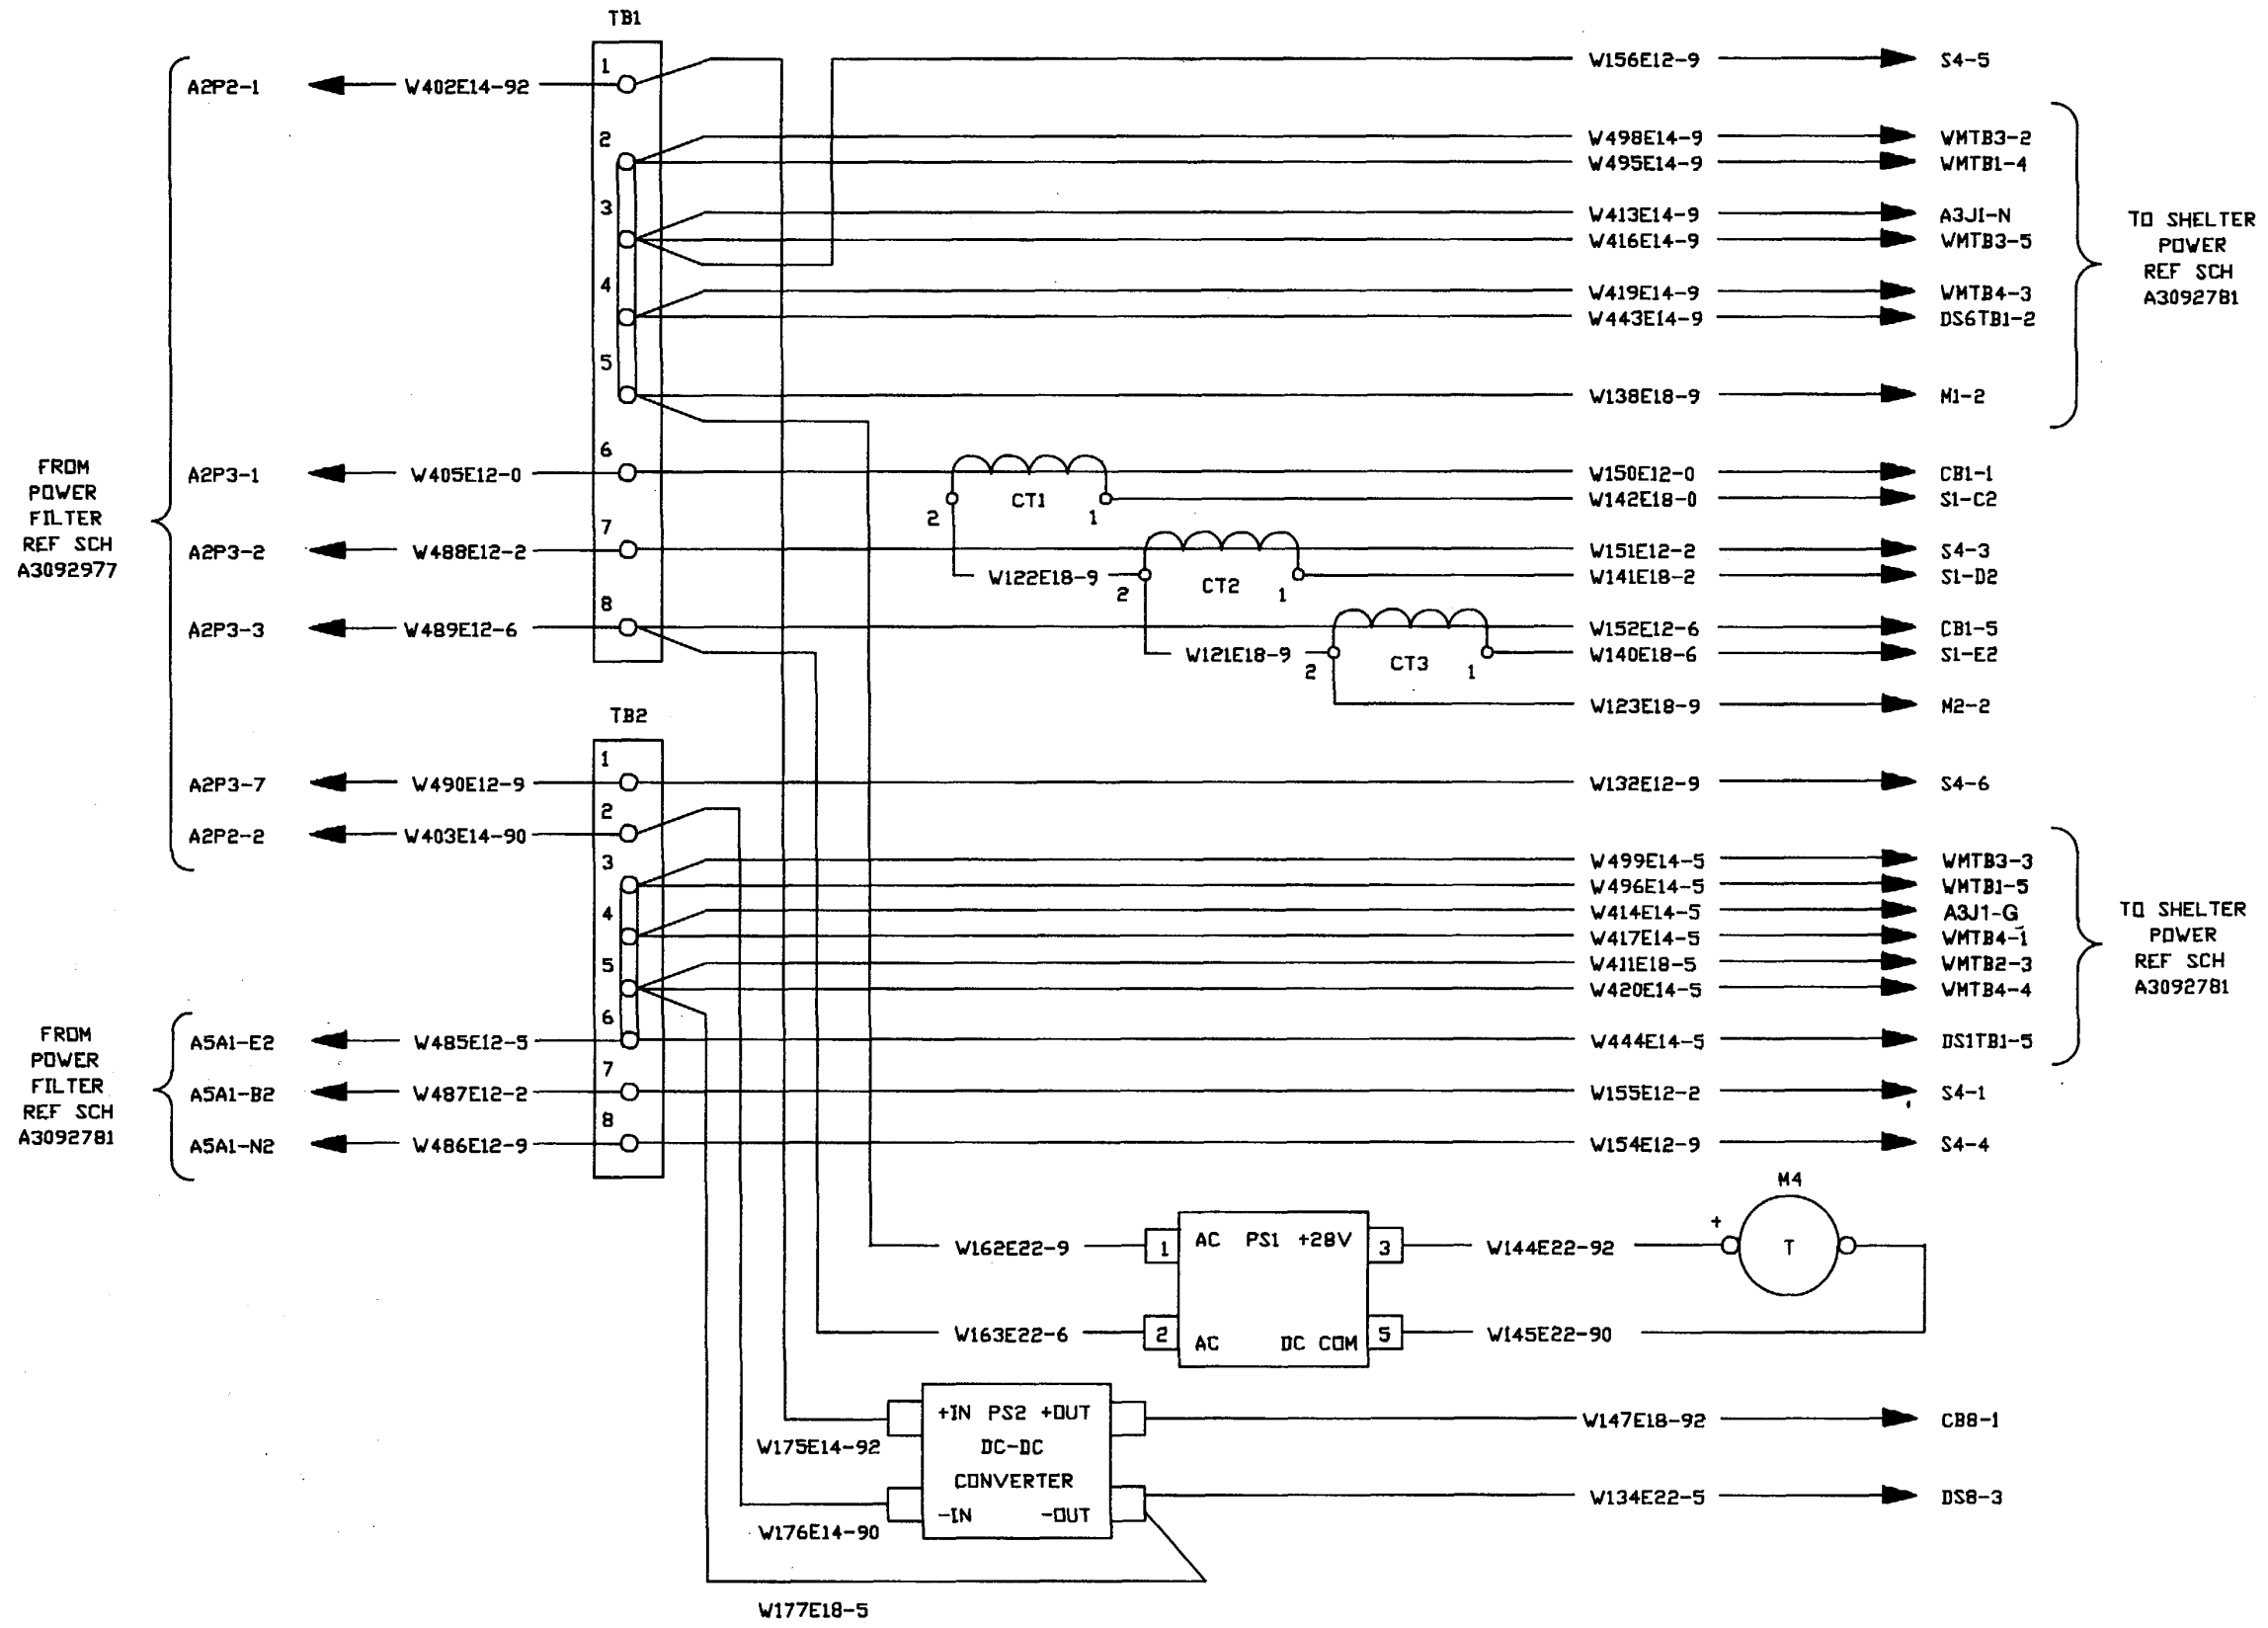 TB1
1
W156E12-9
S4-5
A2P2-1
W402E14-92
2
W498E14-9
WMTB3-2
W495E14-9
WMTB1-4
3
W413E14-9
A3J1-N
W416E14-9
WMTB3-5
TO SHELTER
POWER
REF SCH
A3092781
4
W419E14-9
WMTB4-3
W443E14-9
DS6TB1-2
5
W138E18-9
M1-2
FROM
POWER
FILTER
REF SCH
A3092977
6
A2P3-1
W405E12-0
W150E12-0
CB1-1
2
CT1
1
W142E18-0
S1-C2
7
A2P3-2
W488E12-2
W151E12-2
S4-3
W122E18-9
2
CT2
1
W141E18-2
S1-D2
8
A2P3-3
W489E12-6
W152E12-6
CB1-5
W121E18-9
2
CT3
1
W140E18-6
S1-E2
W123E18-9
M2-2
TB2
1
A2P3-7
W490E12-9
W132E12-9
S4-6
2
A2P2-2
W403E14-90
3
W499E14-5
WMTB3-3
W496E14-5
WMTB1-5
4
W414E14-5
A3J1-G
W417E14-5
WMTB4-1
5
W411E18-5
WMTB2-3
W420E14-5
WMTB4-4
TO SHELTER
POWER
REF SCH
A3092781
6
A5A1-E2
W485E12-5
W444E14-5
DS1TB1-5
FROM
POWER
FILTER
REF SCH
A3092781
7
A5A1-B2
W487E12-2
W155E12-2
S4-1
8
A5A1-N2
W486E12-9
W154E12-9
S4-4
M4
W162E22-9
1
AC PS1 +28V
3
W144E22-92
+
T
W163E22-6
2
AC DC COM
5
W145E22-90
+IN PS2 +OUT
DC-DC
CONVERTER
-IN -OUT
W175E14-92
W147E18-92
CB8-1
W176E14-90
W134E22-5
DS8-3
W177E18-5